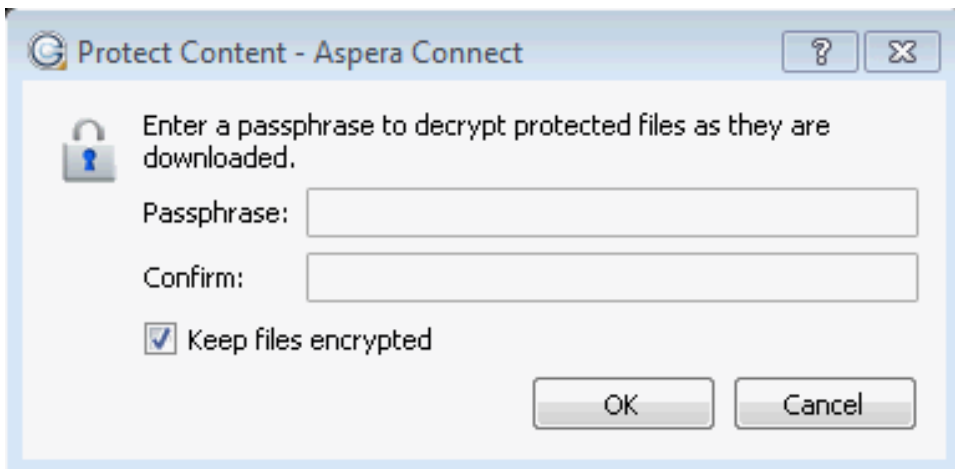 Protect Content - Aspera Connect
Enter a passphrase to decrypt protected files as they are
downloaded.
Passphrase:
Confirm:
Keep files encrypted
OK Cancel